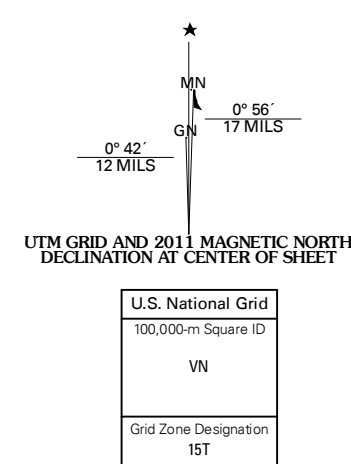 MN
GN
0° 56´
17 MILS
0° 42´
12 MILS
UTM GRID AND 2011 MAGNETIC NORTH
DECLINATION AT CENTER OF SHEET
U.S. National Grid
100,000-m Square ID
VN
Grid Zone Designation
15T